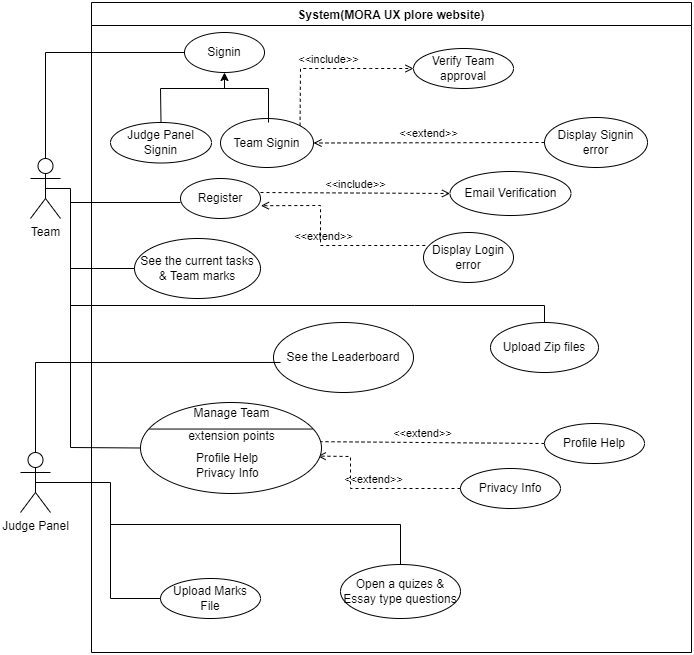 System(MORA UX plore website)
Signin
<<include>>
Verify Team
approval
Judge Panel
Signin
Team Signin
<<extend>>
Display Signin
error
Team
Register
<<include>>
Email Verification
<<extend>>
Display Login
error
See the current tasks
& Team marks
Upload Zip files
See the Leaderboard
Manage Team
extension points
Profile Help
Privacy Info
<<extend>>
Profile Help
<<extend>>
Privacy Info
Judge Panel
Upload Marks
File
Open a quizes &
Essay type questions